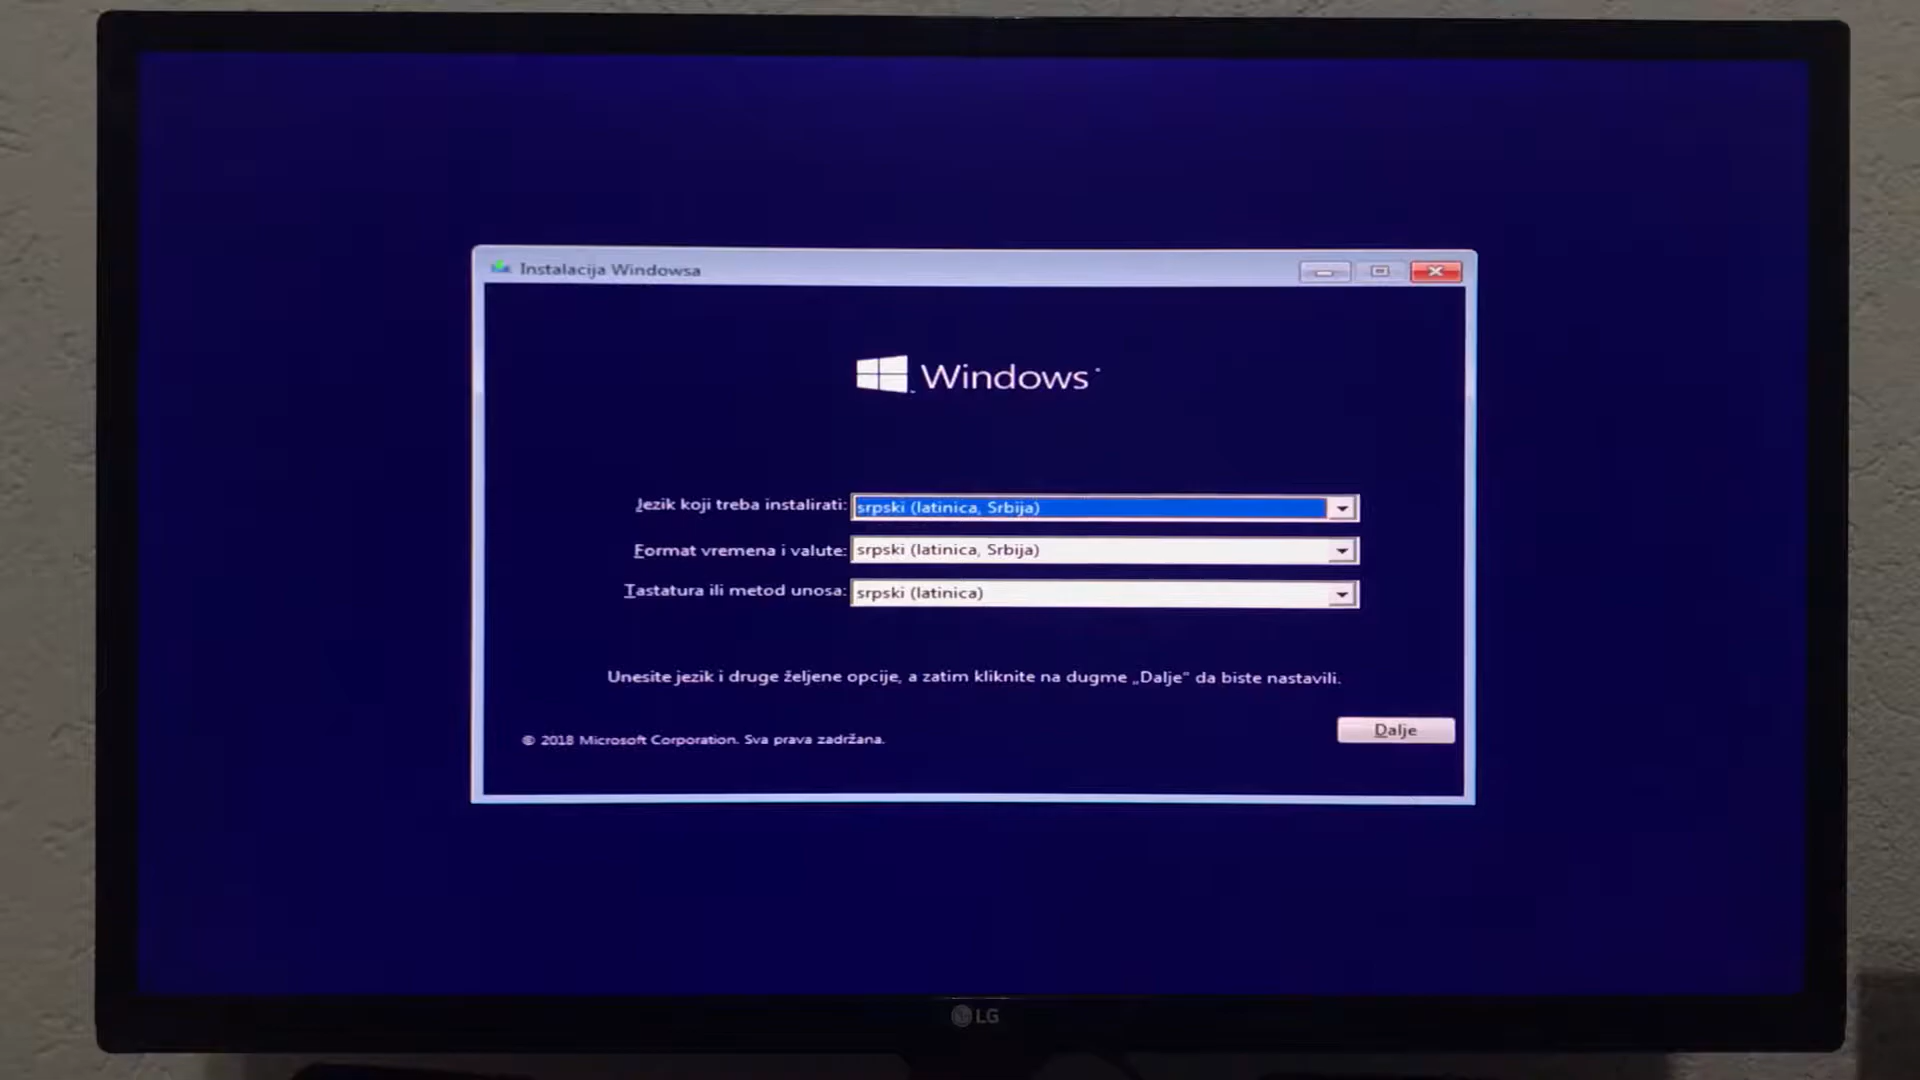 Instalacija Windowsa
Windows
Jezik koji treba instalirati: srpski (latinica, Srbija)
Format vremena i valute: srpski (latinica, Srbija)
Tastatura ili metod unosa: srpski (latinica)
Unesite jezik i druge željene opcije, a zatim kliknite na dugme „Dalje” da biste nastavili.
© 2018 Microsoft Corporation. Sva prava zadržana.
Dalje
LG